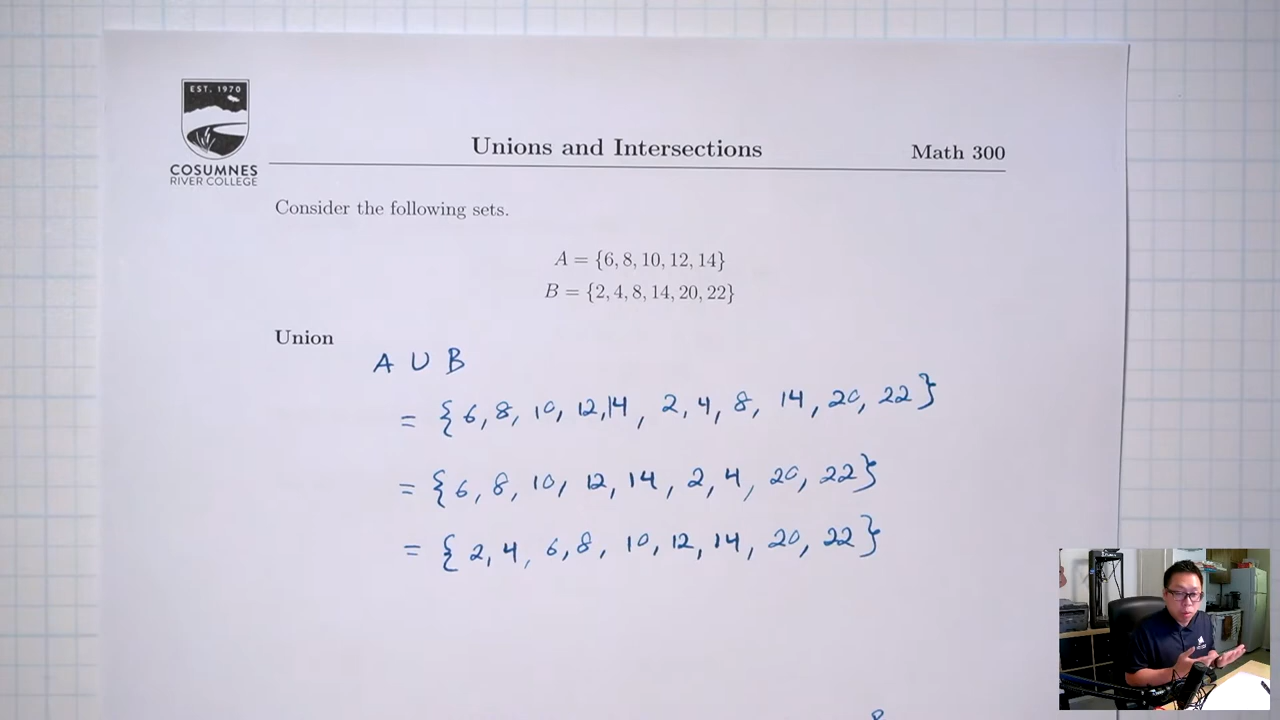 EST. 1970
COSUMNES
RIVER COLLEGE
Unions and Intersections
Math 300
Consider the following sets.
A = {6, 8, 10, 12, 14}
B = {2, 4, 8, 14, 20, 22}
Union
A ∪ B
= {6, 8, 10, 12, 14, 2, 4, 8, 14, 20, 22}
= {6, 8, 10, 12, 14, 2, 4, 20, 22}
= {2, 4, 6, 8, 10, 12, 14, 20, 22}